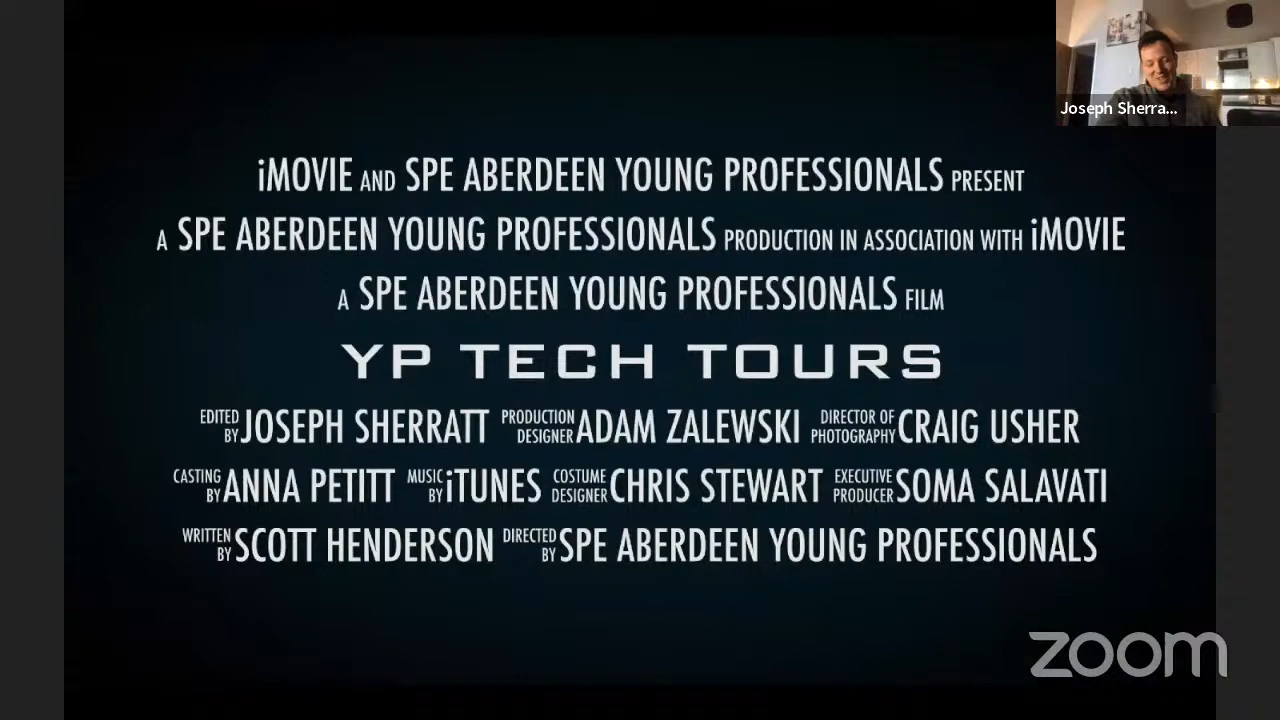 Joseph Sherra...
iMOVIE AND SPE ABERDEEN YOUNG PROFESSIONALS PRESENT
A SPE ABERDEEN YOUNG PROFESSIONALS PRODUCTION IN ASSOCIATION WITH iMOVIE
A SPE ABERDEEN YOUNG PROFESSIONALS FILM
YP TECH TOURS
EDITED BY JOSEPH SHERRATT PRODUCTION DESIGNER ADAM ZALEWSKI DIRECTOR OF PHOTOGRAPHY CRAIG USHER
CASTING BY ANNA PETITT MUSIC BY iTUNES COSTUME DESIGNER CHRIS STEWART EXECUTIVE PRODUCER SOMA SALAVATI
WRITTEN BY SCOTT HENDERSON DIRECTED BY SPE ABERDEEN YOUNG PROFESSIONALS
zoom